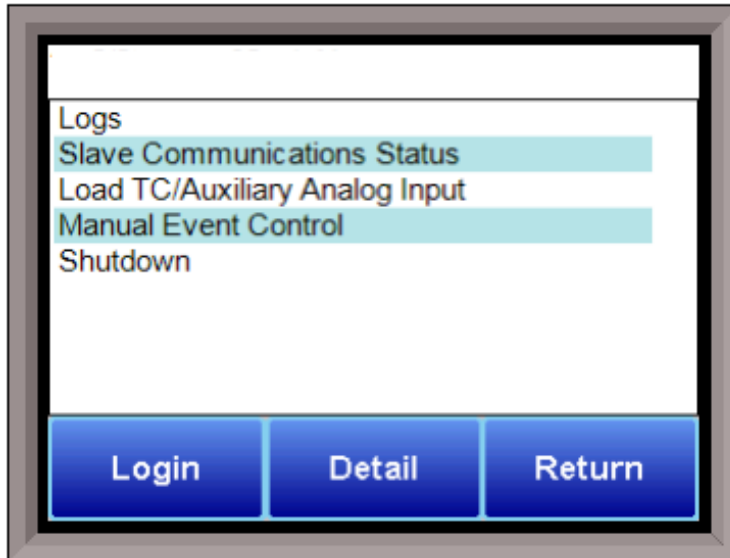 Logs
Slave Communications Status
Load TC/Auxiliary Analog Input
Manual Event Control
Shutdown
Login Detail Return